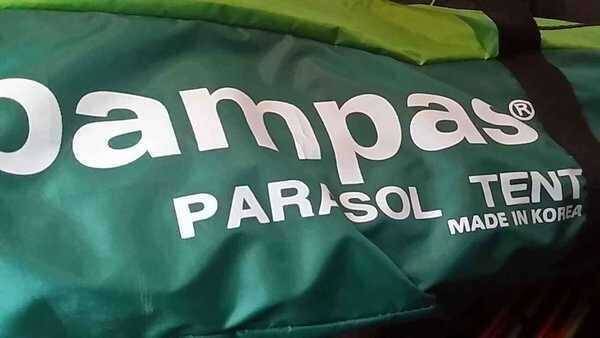 pampas®
PARASOL TENT
MADE IN KOREA